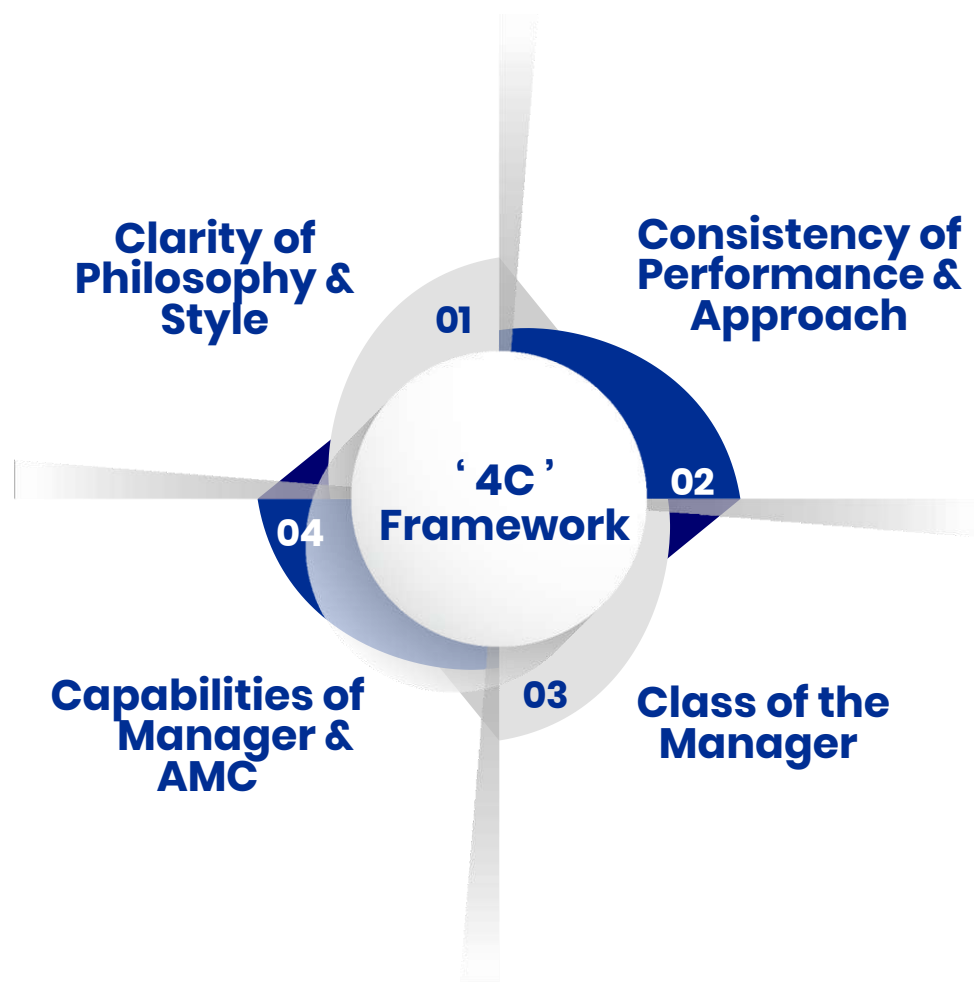 Clarity of
Philosophy &
Style
01
Consistency of
Performance &
Approach
02
‘ 4C ’
Framework
04
Capabilities of
Manager &
AMC
03
Class of the
Manager